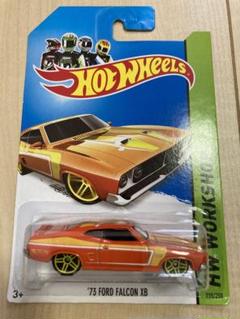 HOT WHEELS
HW WORKSHOP
'73 FORD FALCON XB
3+